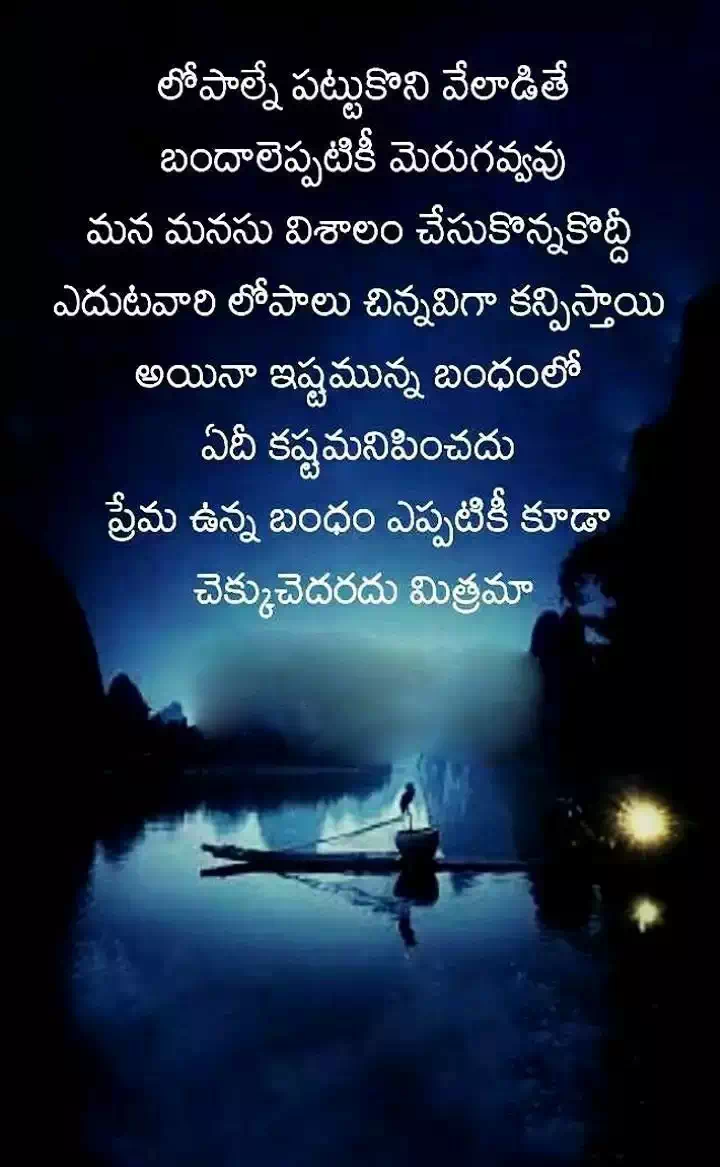 లోపాల్నే పట్టుకొని వేలాడితే
బందాలెప్పటికీ మెరుగవ్వవు
మన మనసు విశాలం చేసుకొన్నకొద్దీ
ఎదుటవారి లోపాలు చిన్నవిగా కన్పిస్తాయి
అయినా ఇష్టమున్న బంధంలో
ఏదీ కష్టమనిపించదు
ప్రేమ ఉన్న బంధం ఎప్పటికీ కూడా
చెక్కుచెదరదు మిత్రమా